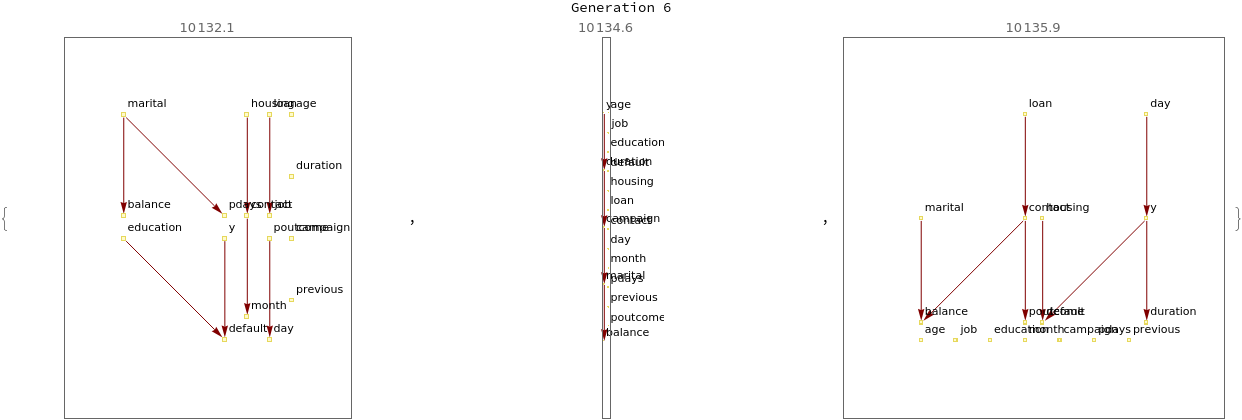 Generation 6
10132.1
marital
housing
loan
age
duration
balance
pdays
contact
job
education
y
poutcome
campaign
previous
month
default
day
10134.6
y
age
job
education
duration
default
housing
loan
campaign
contact
day
month
marital
pdays
previous
poutcome
balance
10135.9
loan
day
marital
contact
housing
y
balance
poutcome
default
duration
age
job
education
month
campaign
pdays
previous
{
,
,
}